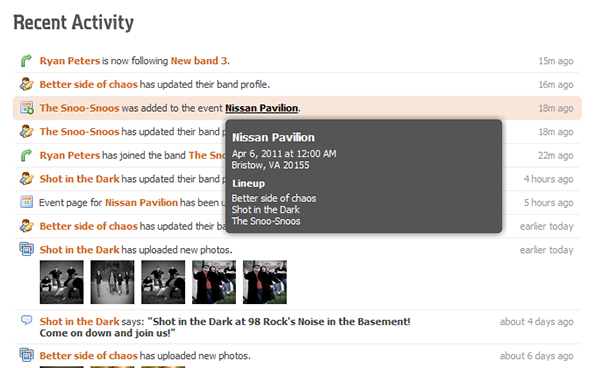 Recent Activity
Ryan Peters is now following New band 3. 15m ago
Better side of chaos has updated their band profile. 16m ago
The Snoo-Snoos was added to the event Nissan Pavilion. 18m ago
The Snoo-Snoos has updated their band p 18m ago
Ryan Peters has joined the band The Snoo 22m ago
Shot in the Dark has updated their band p 4 hours ago
Event page for Nissan Pavilion has been u 5 hours ago
Better side of chaos has updated their ba earlier today
Nissan Pavilion
Apr 6, 2011 at 12:00 AM
Bristow, VA 20155
Lineup
Better side of chaos
Shot in the Dark
The Snoo-Snoos
Shot in the Dark has uploaded new photos. earlier today
Shot in the Dark says: "Shot in the Dark at 98 Rock's Noise in the Basement! about 4 days ago
Come on down and join us!"
Better side of chaos has uploaded new photos. about 6 days ago